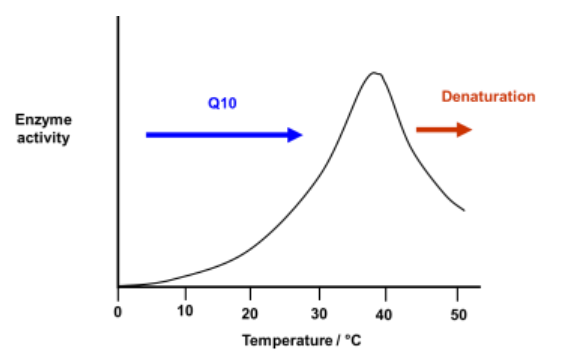 Q10
Denaturation
Enzyme
activity
0 10 20 30 40 50
Temperature / °C